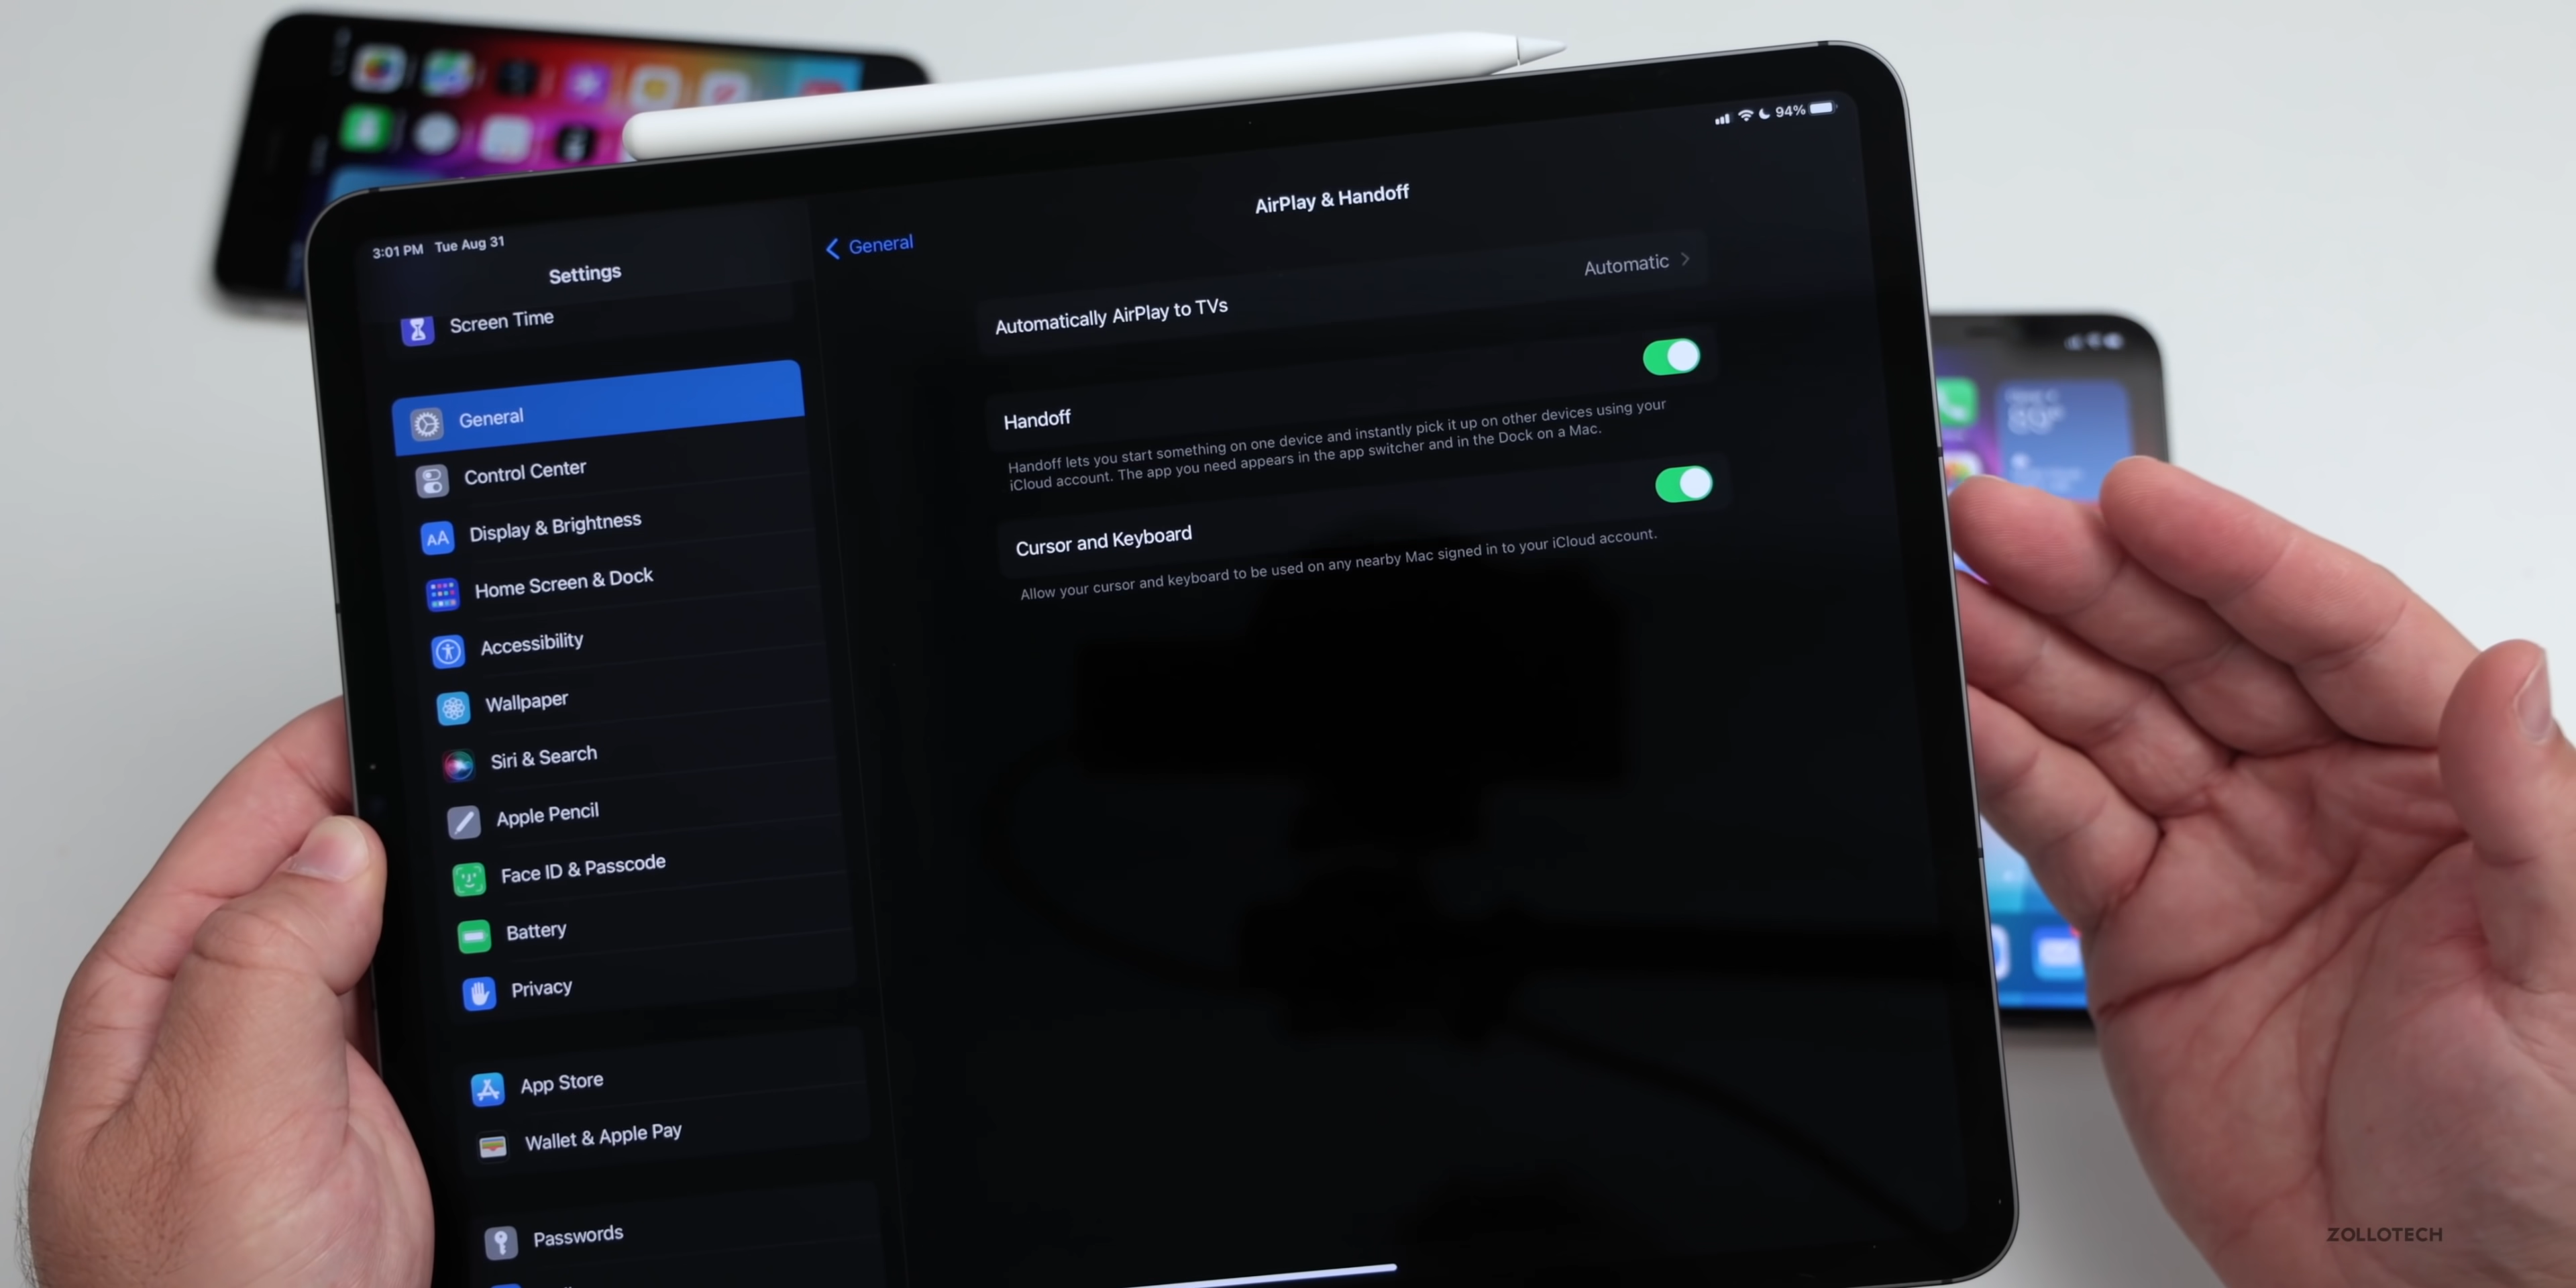 94%
3:01 PM Tue Aug 31
Settings
Screen Time
General
Control Center
Display & Brightness
Home Screen & Dock
Accessibility
Wallpaper
Siri & Search
Apple Pencil
Face ID & Passcode
Battery
Privacy
App Store
Wallet & Apple Pay
Passwords
General
AirPlay & Handoff
Automatically AirPlay to TVs
Automatic
Handoff
Handoff lets you start something on one device and instantly pick it up on other devices using your
iCloud account. The app you need appears in the app switcher and in the Dock on a Mac.
Cursor and Keyboard
Allow your cursor and keyboard to be used on any nearby Mac signed in to your iCloud account.
AA
ZOLLOTECH